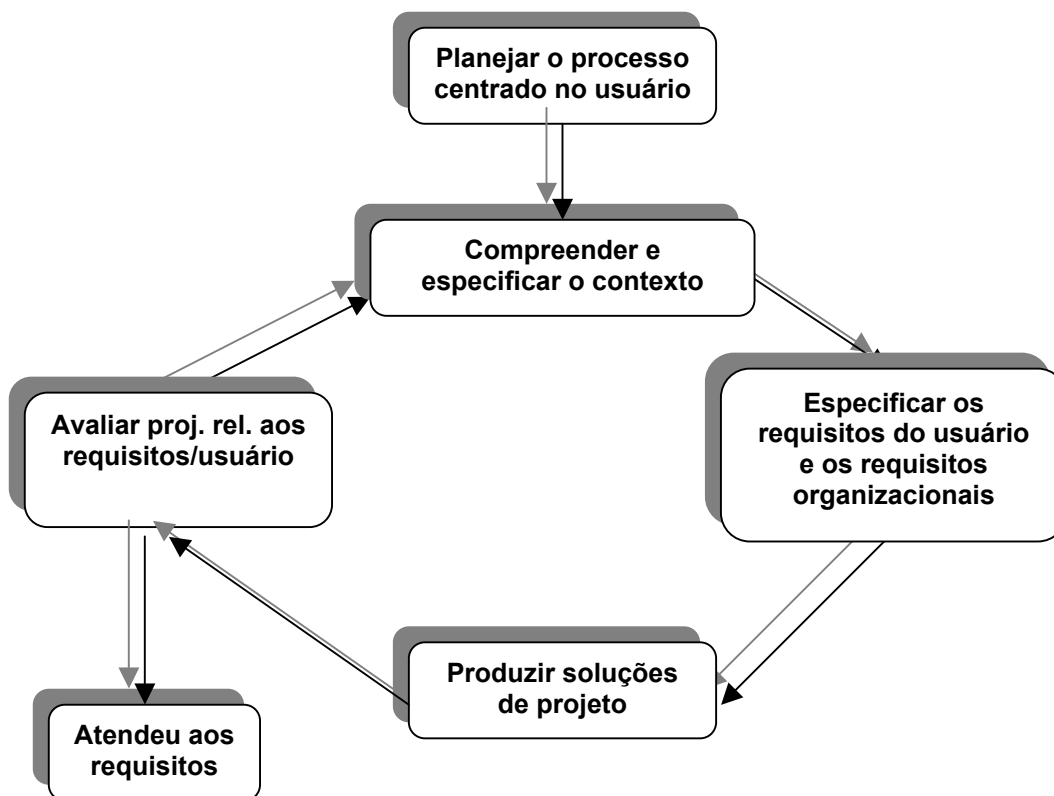 Planejar o processo
centrado no usuário
Compreender e
especificar o contexto
Avaliar proj. rel. aos
requisitos/usuário
Especificar os
requisitos do usuário
e os requisitos
organizacionais
Produzir soluções
de projeto
Atendeu aos
requisitos